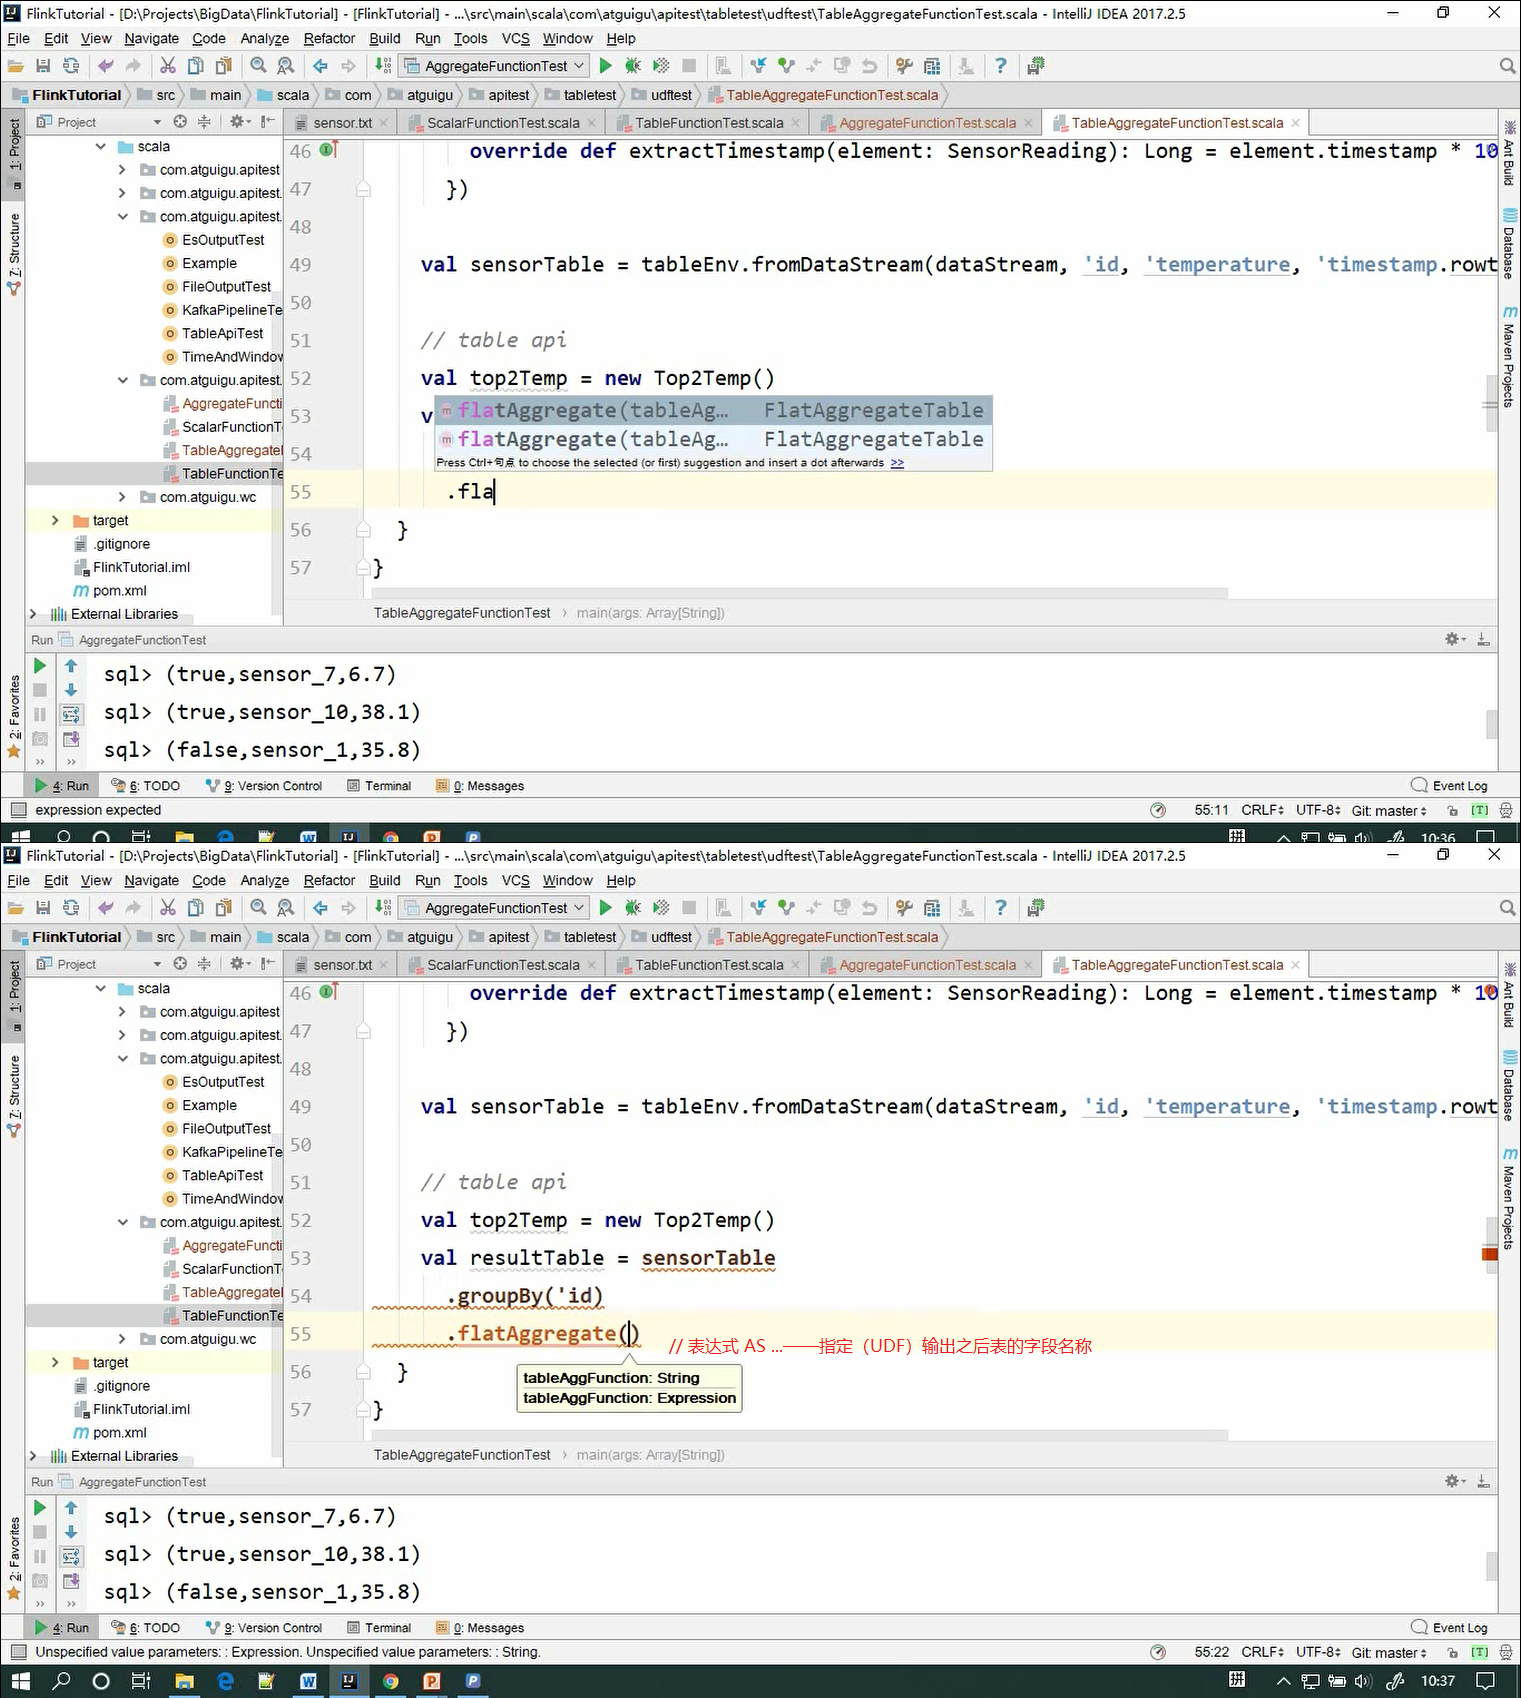 FlinkTutorial - [D:\Projects\BigData\FlinkTutorial] - [FlinkTutorial] - ...\src\main\scala\com\atguigu\apitest\tabletest\udftest\TableAggregateFunctionTest.scala - IntelliJ IDEA 2017.2.5
File Edit View Navigate Code Analyze Refactor Build Run Tools VCS Window Help
AggregateFunctionTest
FlinkTutorial src main scala com atguigu apitest tabletest udftest TableAggregateFunctionTest.scala
Project sensor.txt ScalarFunctionTest.scala TableFunctionTest.scala AggregateFunctionTest.scala TableAggregateFunctionTest.scala
1: Project
7: Structure
2: Favorites
scala
com.atguigu.apitest
com.atguigu.apitest.
com.atguigu.apitest.
EsOutputTest
Example
FileOutputTest
KafkaPipelineTe
TableApiTest
TimeAndWindow
com.atguigu.apitest.
AggregateFuncti
ScalarFunctionT
TableAggregatel
TableFunctionTe
com.atguigu.wc
target
.gitignore
FlinkTutorial.iml
pom.xml
External Libraries
46 override def extractTimestamp(element: SensorReading): Long = element.timestamp * 10
47 })
48
49 val sensorTable = tableEnv.fromDataStream(dataStream, 'id, 'temperature, 'timestamp.rowt
50
51 // table api
52 val top2Temp = new Top2Temp()
53 v
flatAggregate(tableAg... FlatAggregateTable
54
flatAggregate(tableAg... FlatAggregateTable
Press Ctrl+句点 to choose the selected (or first) suggestion and insert a dot afterwards >>
55 .fla
56 }
57 }
TableAggregateFunctionTest main(args: Array[String])
Ant Build
Database
Maven Projects
Run AggregateFunctionTest
sql> (true,sensor_7,6.7)
sql> (true,sensor_10,38.1)
sql> (false,sensor_1,35.8)
4: Run 6: TODO 9: Version Control Terminal 0: Messages Event Log
expression expected 55:11 CRLF UTF-8 Git: master [T]
拼 10:36
FlinkTutorial - [D:\Projects\BigData\FlinkTutorial] - [FlinkTutorial] - ...\src\main\scala\com\atguigu\apitest\tabletest\udftest\TableAggregateFunctionTest.scala - IntelliJ IDEA 2017.2.5
File Edit View Navigate Code Analyze Refactor Build Run Tools VCS Window Help
AggregateFunctionTest
FlinkTutorial src main scala com atguigu apitest tabletest udftest TableAggregateFunctionTest.scala
Project sensor.txt ScalarFunctionTest.scala TableFunctionTest.scala AggregateFunctionTest.scala TableAggregateFunctionTest.scala
1: Project
7: Structure
2: Favorites
scala
com.atguigu.apitest
com.atguigu.apitest.
com.atguigu.apitest.
EsOutputTest
Example
FileOutputTest
KafkaPipelineTe
TableApiTest
TimeAndWindow
com.atguigu.apitest.
AggregateFuncti
ScalarFunctionT
TableAggregatel
TableFunctionTe
com.atguigu.wc
target
.gitignore
FlinkTutorial.iml
pom.xml
External Libraries
46 override def extractTimestamp(element: SensorReading): Long = element.timestamp * 10
47 })
48
49 val sensorTable = tableEnv.fromDataStream(dataStream, 'id, 'temperature, 'timestamp.rowt
50
51 // table api
52 val top2Temp = new Top2Temp()
53 val resultTable = sensorTable
54 .groupBy('id)
55 .flatAggregate() // 表达式 AS ...——指定（UDF）输出之后表的字段名称
56 }
tableAggFunction: String
tableAggFunction: Expression
57 }
TableAggregateFunctionTest main(args: Array[String])
Ant Build
Database
Maven Projects
Run AggregateFunctionTest
sql> (true,sensor_7,6.7)
sql> (true,sensor_10,38.1)
sql> (false,sensor_1,35.8)
4: Run 6: TODO 9: Version Control Terminal 0: Messages Event Log
Unspecified value parameters: : Expression. Unspecified value parameters: : String. 55:22 CRLF UTF-8 Git: master [T]
拼 10:37